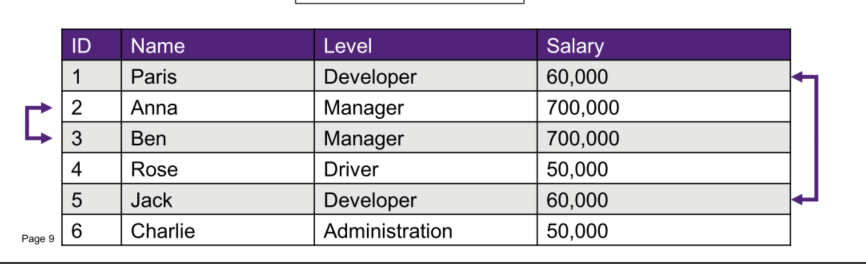 ID Name Level Salary
1 Paris Developer 60,000
2 Anna Manager 700,000
3 Ben Manager 700,000
4 Rose Driver 50,000
5 Jack Developer 60,000
6 Charlie Administration 50,000
Page 9